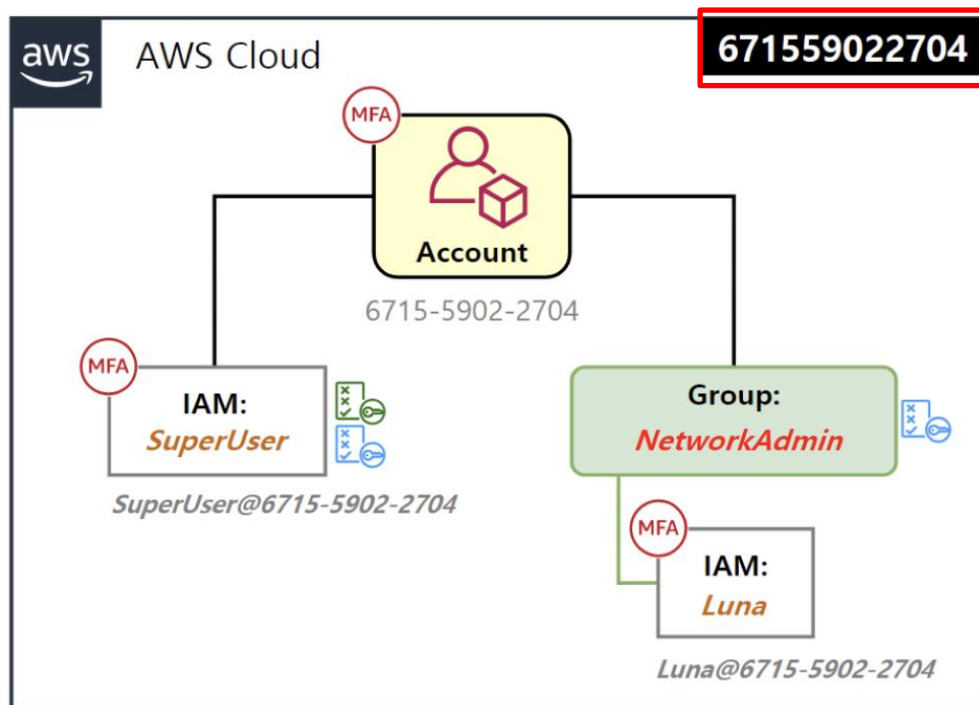 aws
AWS Cloud
671559022704
MFA
Account
6715-5902-2704
MFA
IAM:
SuperUser
SuperUser@6715-5902-2704
Group:
NetworkAdmin
MFA
IAM:
Luna
Luna@6715-5902-2704